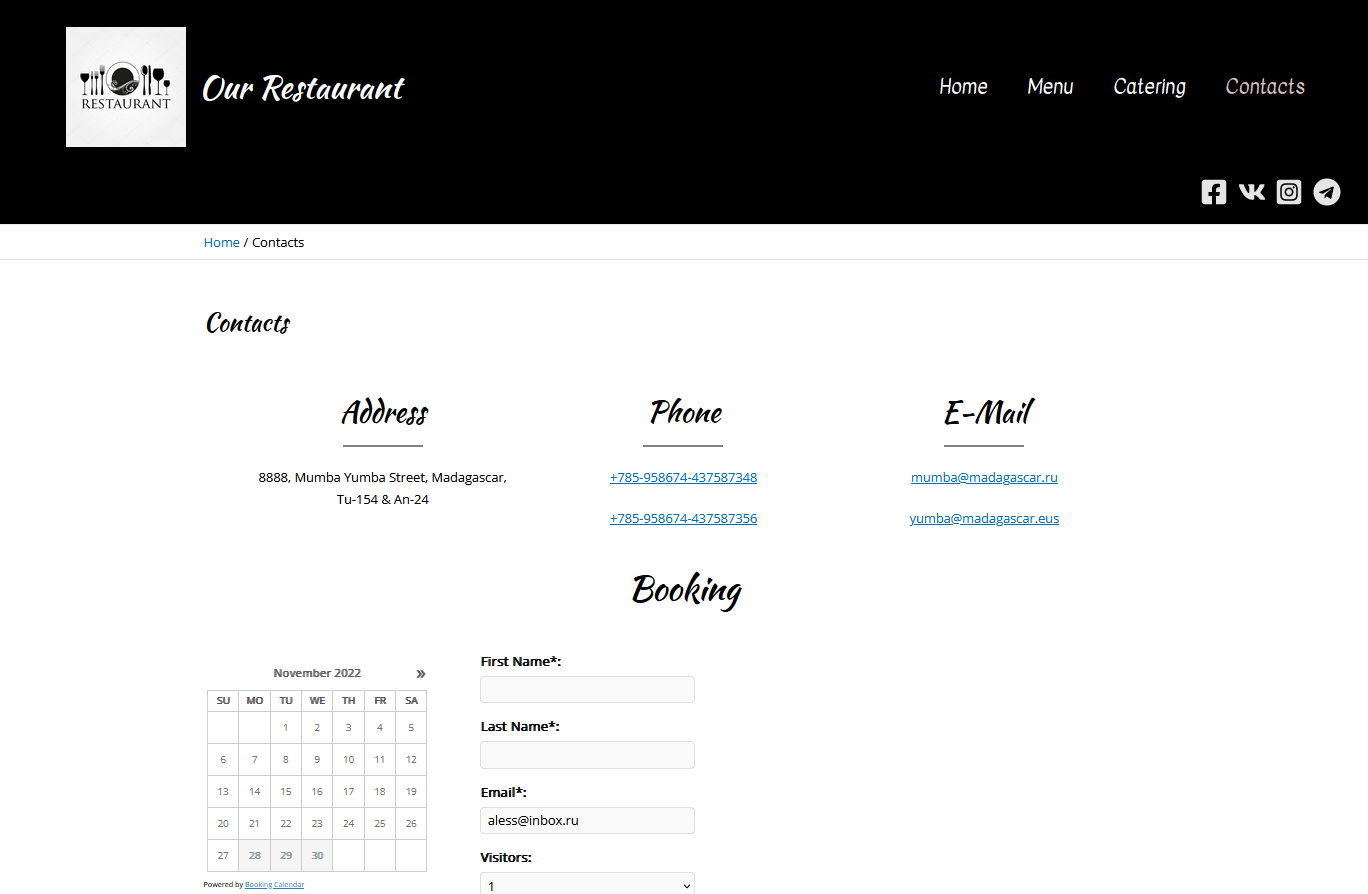 RESTAURANT
Our Restaurant
Home Menu Catering Contacts
Home / Contacts
Contacts
Address
8888, Mumba Yumba Street, Madagascar,
Tu-154 & An-24
Phone
+785-958674-437587348
+785-958674-437587356
E-Mail
mumba@madagascar.ru
yumba@madagascar.eus
Booking
November 2022 »
SU MO TU WE TH FR SA
1 2 3 4 5
6 7 8 9 10 11 12
13 14 15 16 17 18 19
20 21 22 23 24 25 26
27 28 29 30
Powered by Booking Calendar
First Name*:
Last Name*:
Email*:
aless@inbox.ru
Visitors:
1